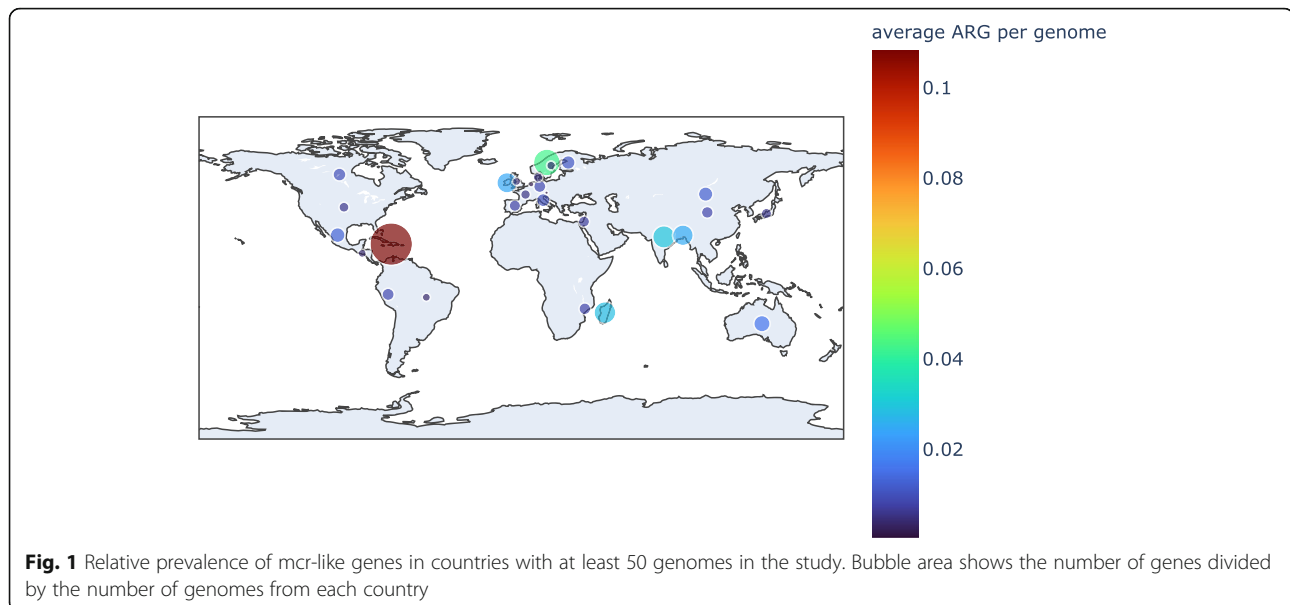 average ARG per genome
0.1
0.08
0.06
0.04
0.02
Fig. 1 Relative prevalence of mcr-like genes in countries with at least 50 genomes in the study. Bubble area shows the number of genes divided
by the number of genomes from each country